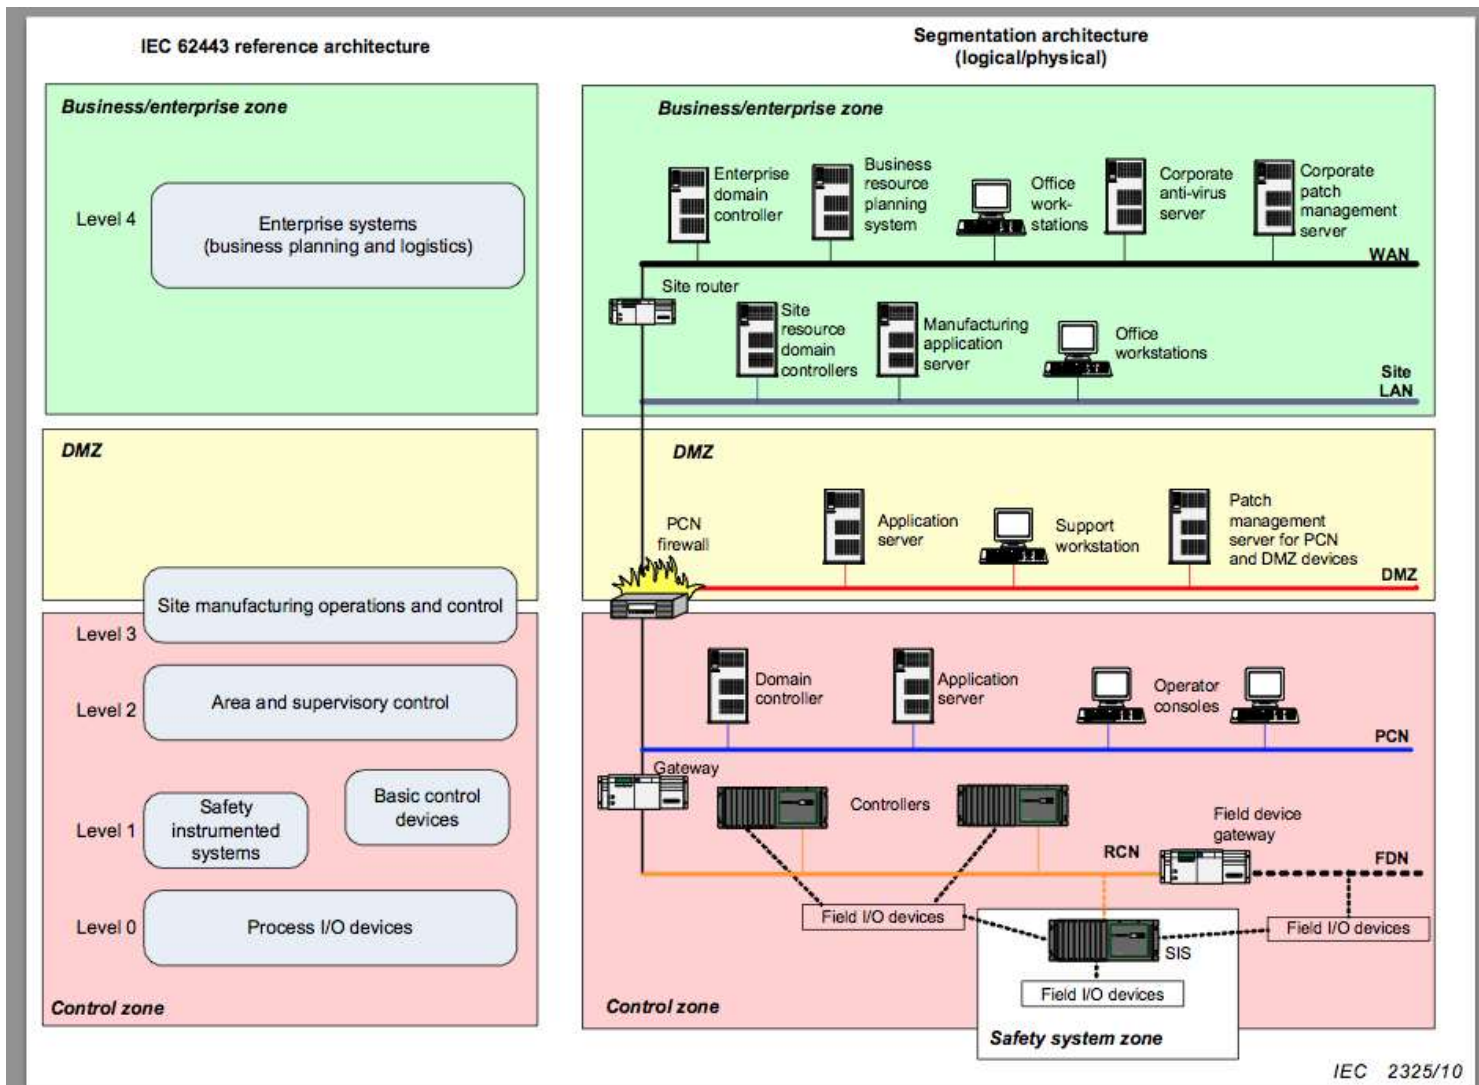 IEC 62443 reference architecture
Business/enterprise zone
Level 4
Enterprise systems
(business planning and logistics)
DMZ
Site manufacturing operations and control
Level 3
Area and supervisory control
Level 2
Basic control
devices
Safety
instrumented
systems
Level 1
Process I/O devices
Level 0
Control zone
Segmentation architecture
(logical/physical)
Business/enterprise zone
Enterprise
domain
controller
Business
resource
planning
system
Office
work-
stations
Corporate
anti-virus
server
Corporate
patch
management
server
WAN
Site router
Site
resource
domain
controllers
Manufacturing
application
server
Office
workstations
Site
LAN
DMZ
PCN
firewall
Application
server
Support
workstation
Patch
management
server for PCN
and DMZ devices
DMZ
Domain
controller
Application
server
Operator
consoles
PCN
Gateway
Controllers
Field device
gateway
RCN
FDN
Field I/O devices
SIS
Field I/O devices
Field I/O devices
Control zone
Safety system zone
IEC 2325/10